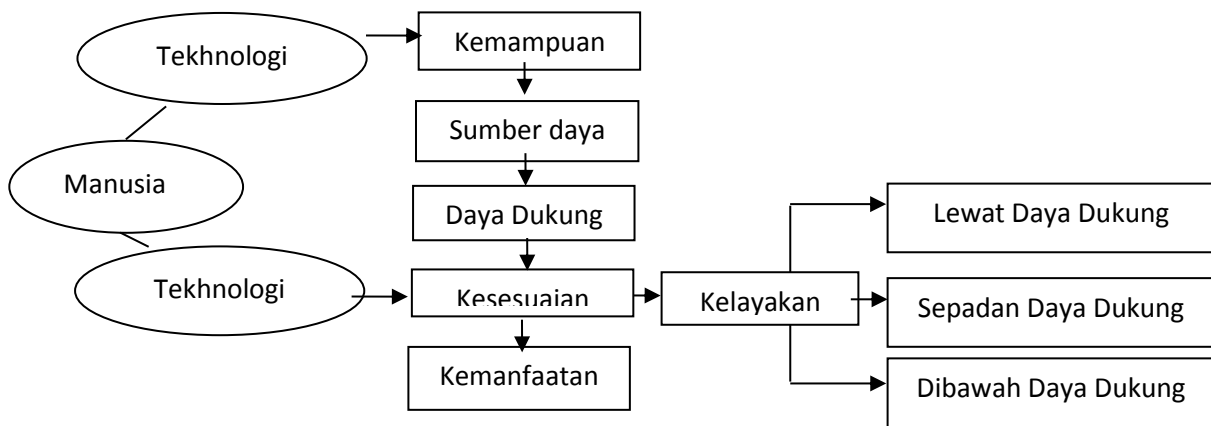 Tekhnologi
Kemampuan
Sumber daya
Manusia
Daya Dukung
Lewat Daya Dukung
Tekhnologi
Kesesuaian
Kelayakan
Sepadan Daya Dukung
Kemanfaatan
Dibawah Daya Dukung